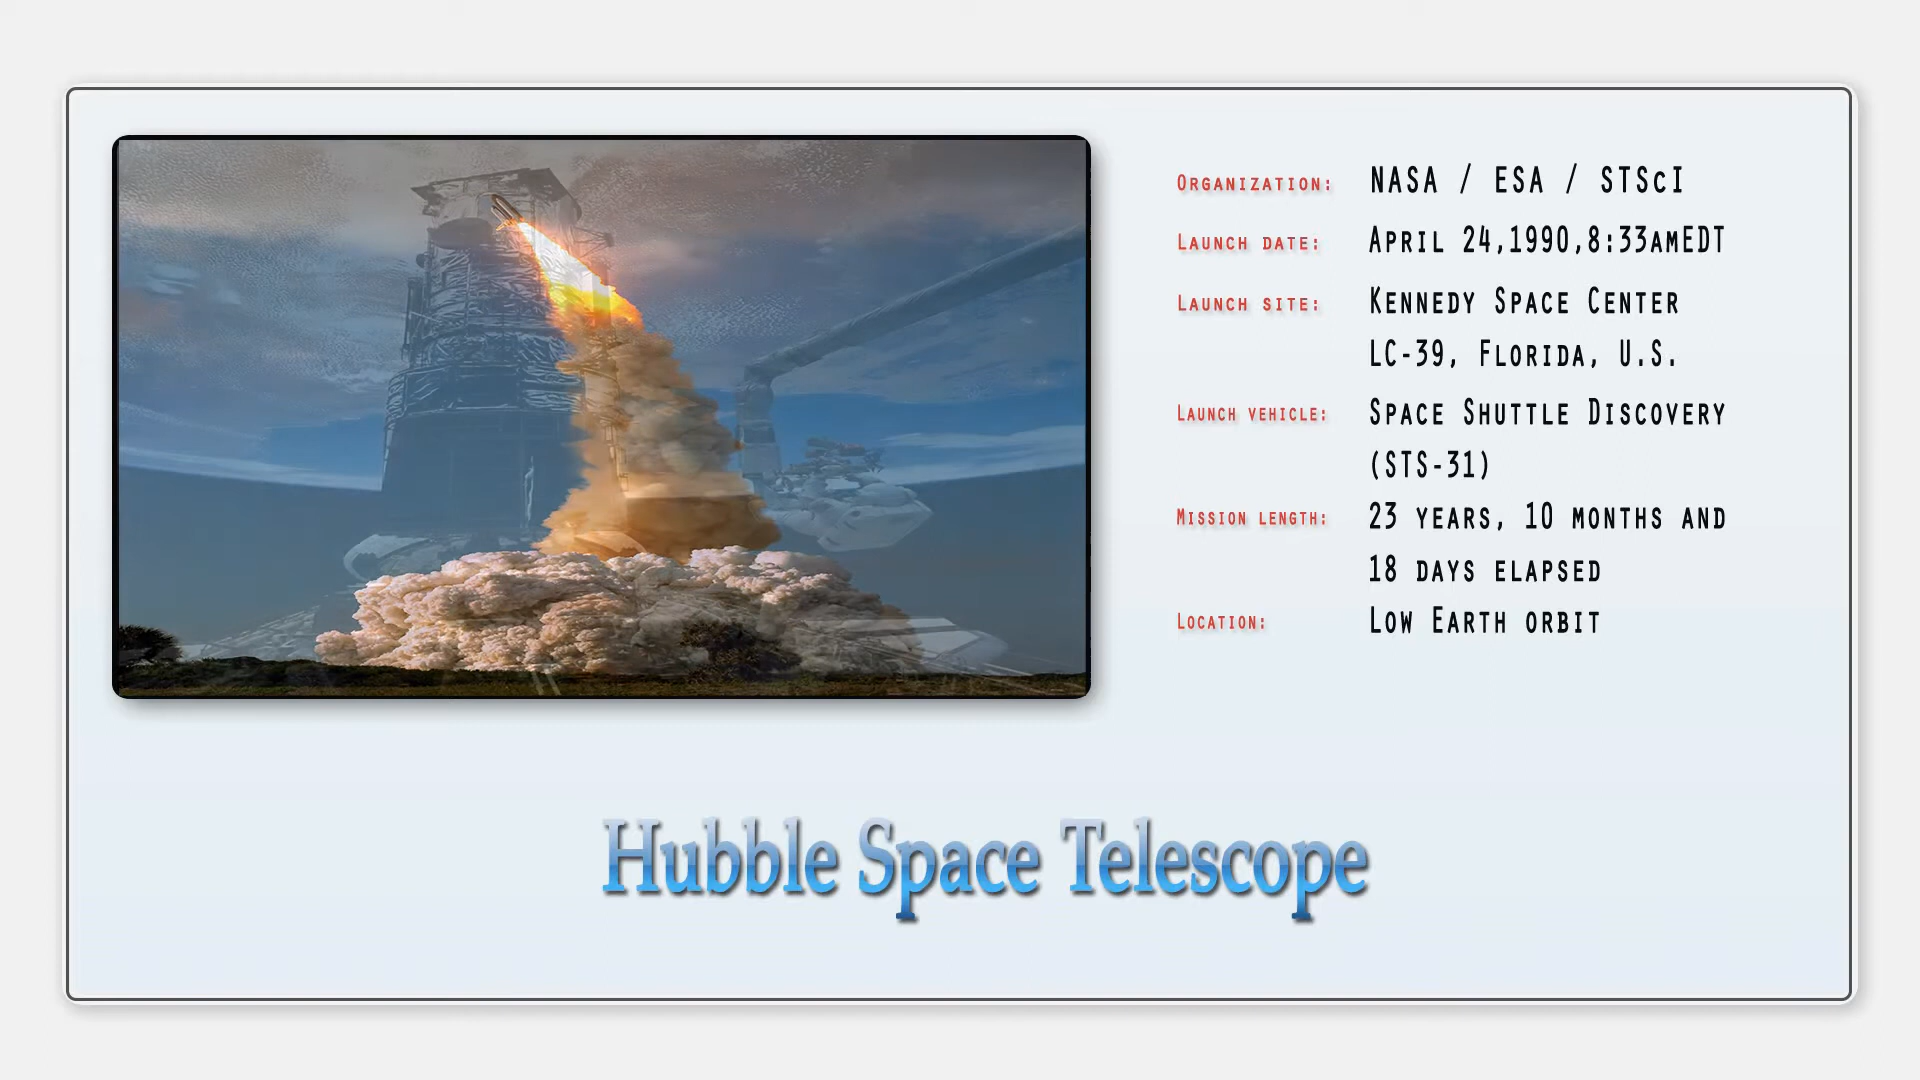 Organization: NASA / ESA / STScI
Launch date: April 24,1990,8:33amEDT
Launch site: Kennedy Space Center
LC-39, Florida, U.S.
Launch vehicle: Space Shuttle Discovery
(STS-31)
Mission length: 23 years, 10 months and
18 days elapsed
Location: Low Earth orbit
Hubble Space Telescope